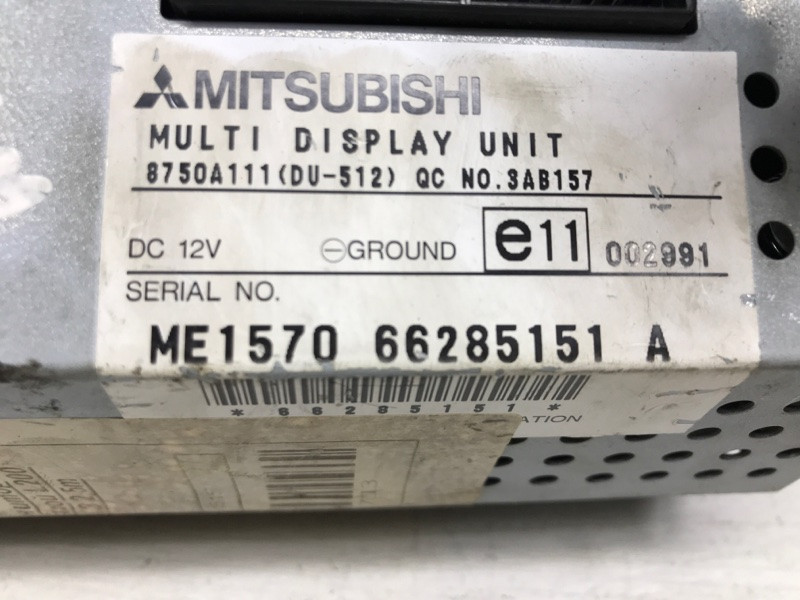 MITSUBISHI
MULTI DISPLAY UNIT
8750A111(DU-512) QC NO.3AB157
DC 12V ⊖GROUND e11 002991
SERIAL NO.
ME1570 66285151 A
*66285151*